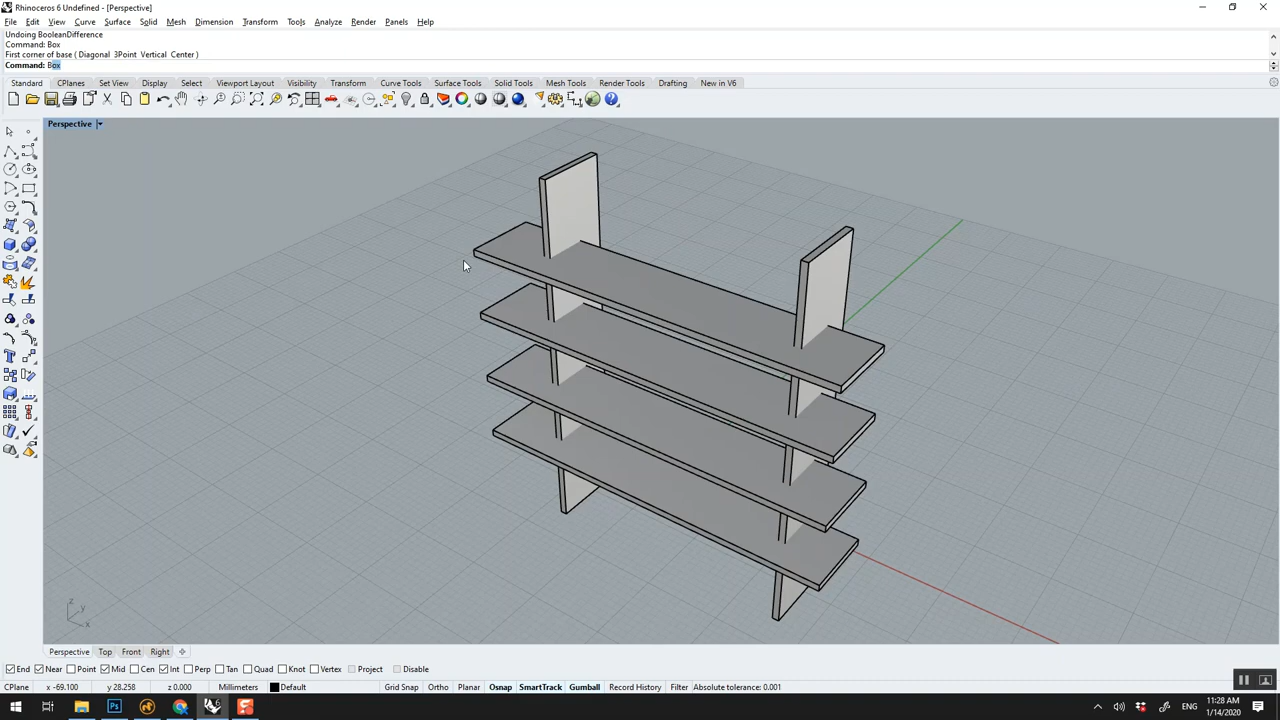 Rhinoceros 6 Undefined - [Perspective]
File Edit View Curve Surface Solid Mesh Dimension Transform Tools Analyze Render Panels Help
Undoing BooleanDifference
Command: Box
First corner of base ( Diagonal 3Point Vertical Center )
Command: Box
Standard CPlanes Set View Display Select Viewport Layout Visibility Transform Curve Tools Surface Tools Solid Tools Mesh Tools Render Tools Drafting New in V6
Perspective
z
y
x
Perspective Top Front Right
End Near Point Mid Cen Int Perp Tan Quad Knot Vertex Project Disable
CPlane x -69.100 y 28.258 z 0.000 Millimeters Default Grid Snap Ortho Planar Osnap SmartTrack Gumball Record History Filter Absolute tolerance: 0.001
Ps ENG 11:28 AM
1/14/2020